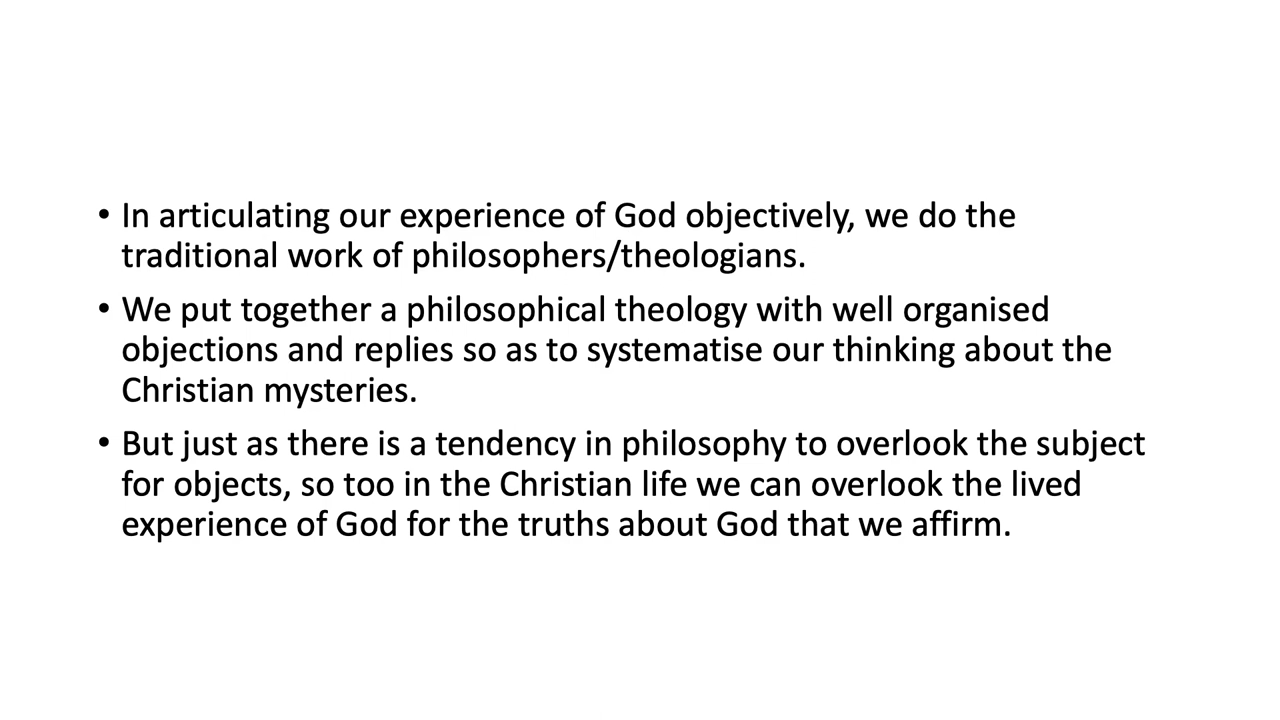 • In articulating our experience of God objectively, we do the
traditional work of philosophers/theologians.
• We put together a philosophical theology with well organised
objections and replies so as to systematise our thinking about the
Christian mysteries.
• But just as there is a tendency in philosophy to overlook the subject
for objects, so too in the Christian life we can overlook the lived
experience of God for the truths about God that we affirm.